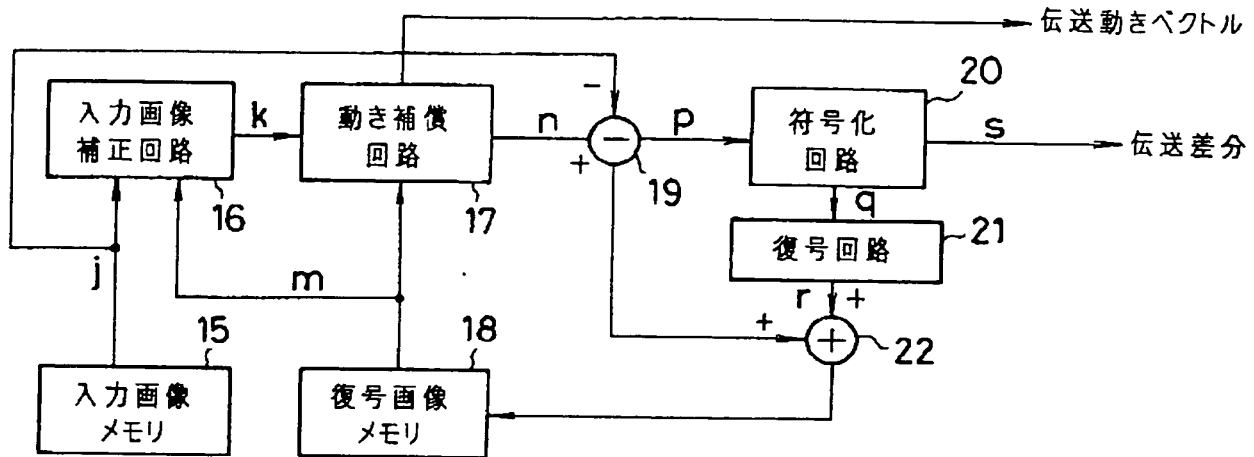 伝送動きベクトル
20
入力画像
補正回路
k
動き補償
回路
n
−
+
−
p
符号化
回路
s
伝送差分
16
17
19
q
21
復号回路
j
m
r
+
+
+
22
15
18
入力画像
メモリ
復号画像
メモリ